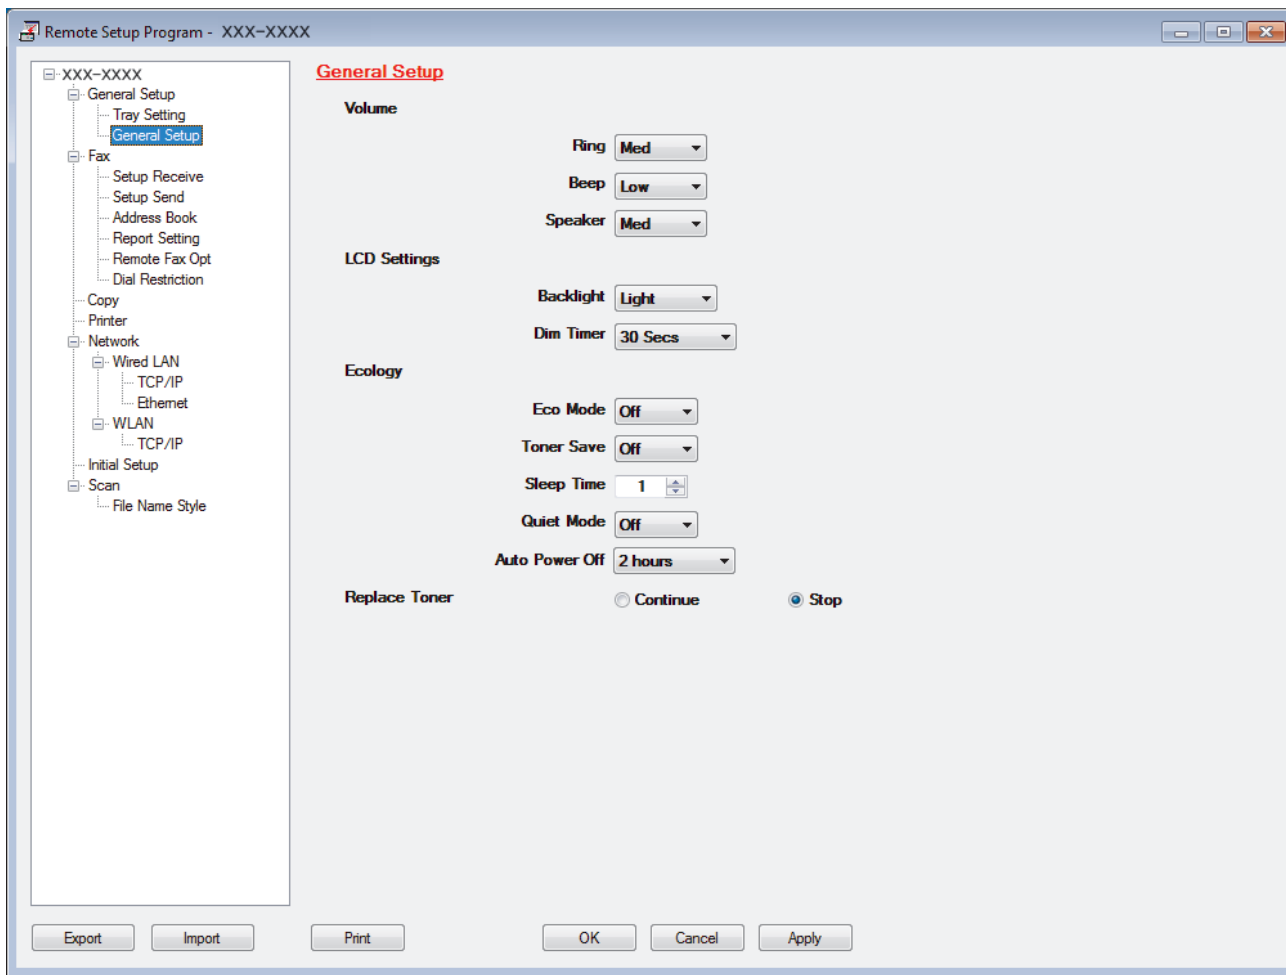 Remote Setup Program - XXX-XXXX
XXX-XXXX
General Setup
Tray Setting
General Setup
Fax
Setup Receive
Setup Send
Address Book
Report Setting
Remote Fax Opt
Dial Restriction
Copy
Printer
Network
Wired LAN
TCP/IP
Ethernet
WLAN
TCP/IP
Initial Setup
Scan
File Name Style
General Setup
Volume
Ring Med
Beep Low
Speaker Med
LCD Settings
Backlight Light
Dim Timer 30 Secs
Ecology
Eco Mode Off
Toner Save Off
Sleep Time 1
Quiet Mode Off
Auto Power Off 2 hours
Replace Toner Continue Stop
Export Import Print OK Cancel Apply